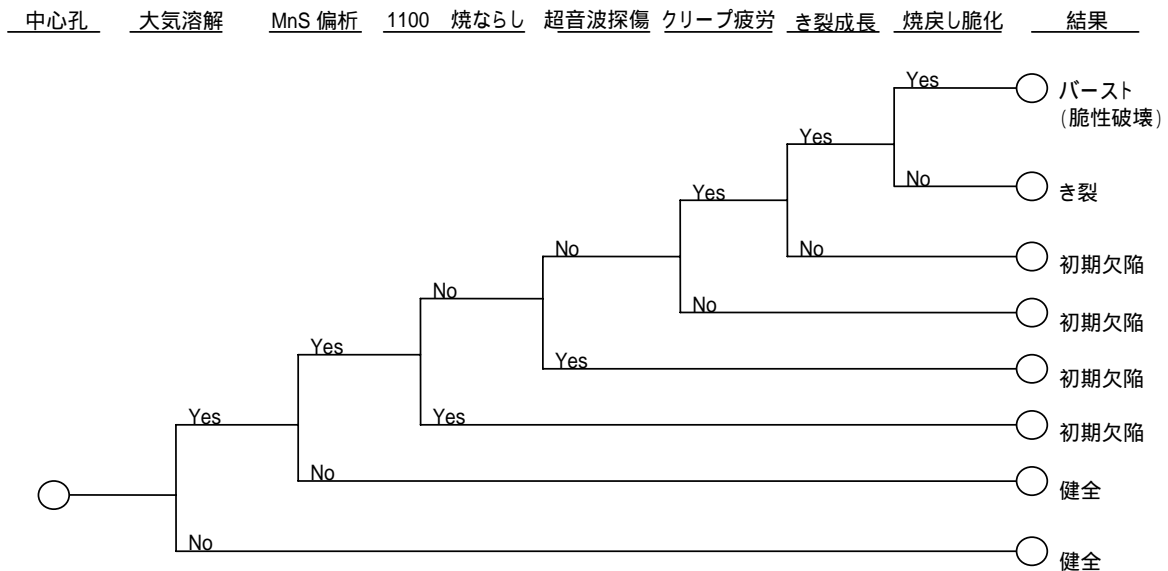 中心孔 大気溶解 MnS 偏析 1100 焼ならし 超音波探傷 クリープ疲労 き裂成長 焼戻し脆化 結果
Yes
バースト
(脆性破壊)
Yes
No
き裂
Yes
No
No
初期欠陥
No
No
初期欠陥
Yes
Yes
初期欠陥
Yes
Yes
初期欠陥
No
健全
No
健全